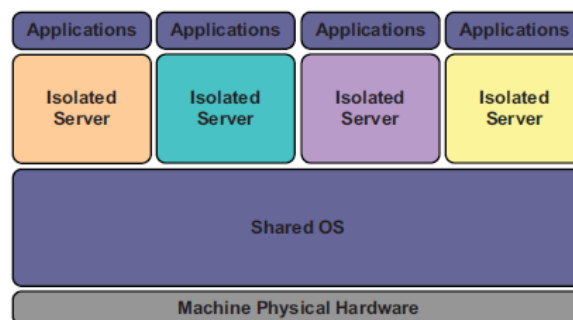 Applications Applications Applications Applications
Isolated Isolated Isolated Isolated
Server Server Server Server
Shared OS
Machine Physical Hardware